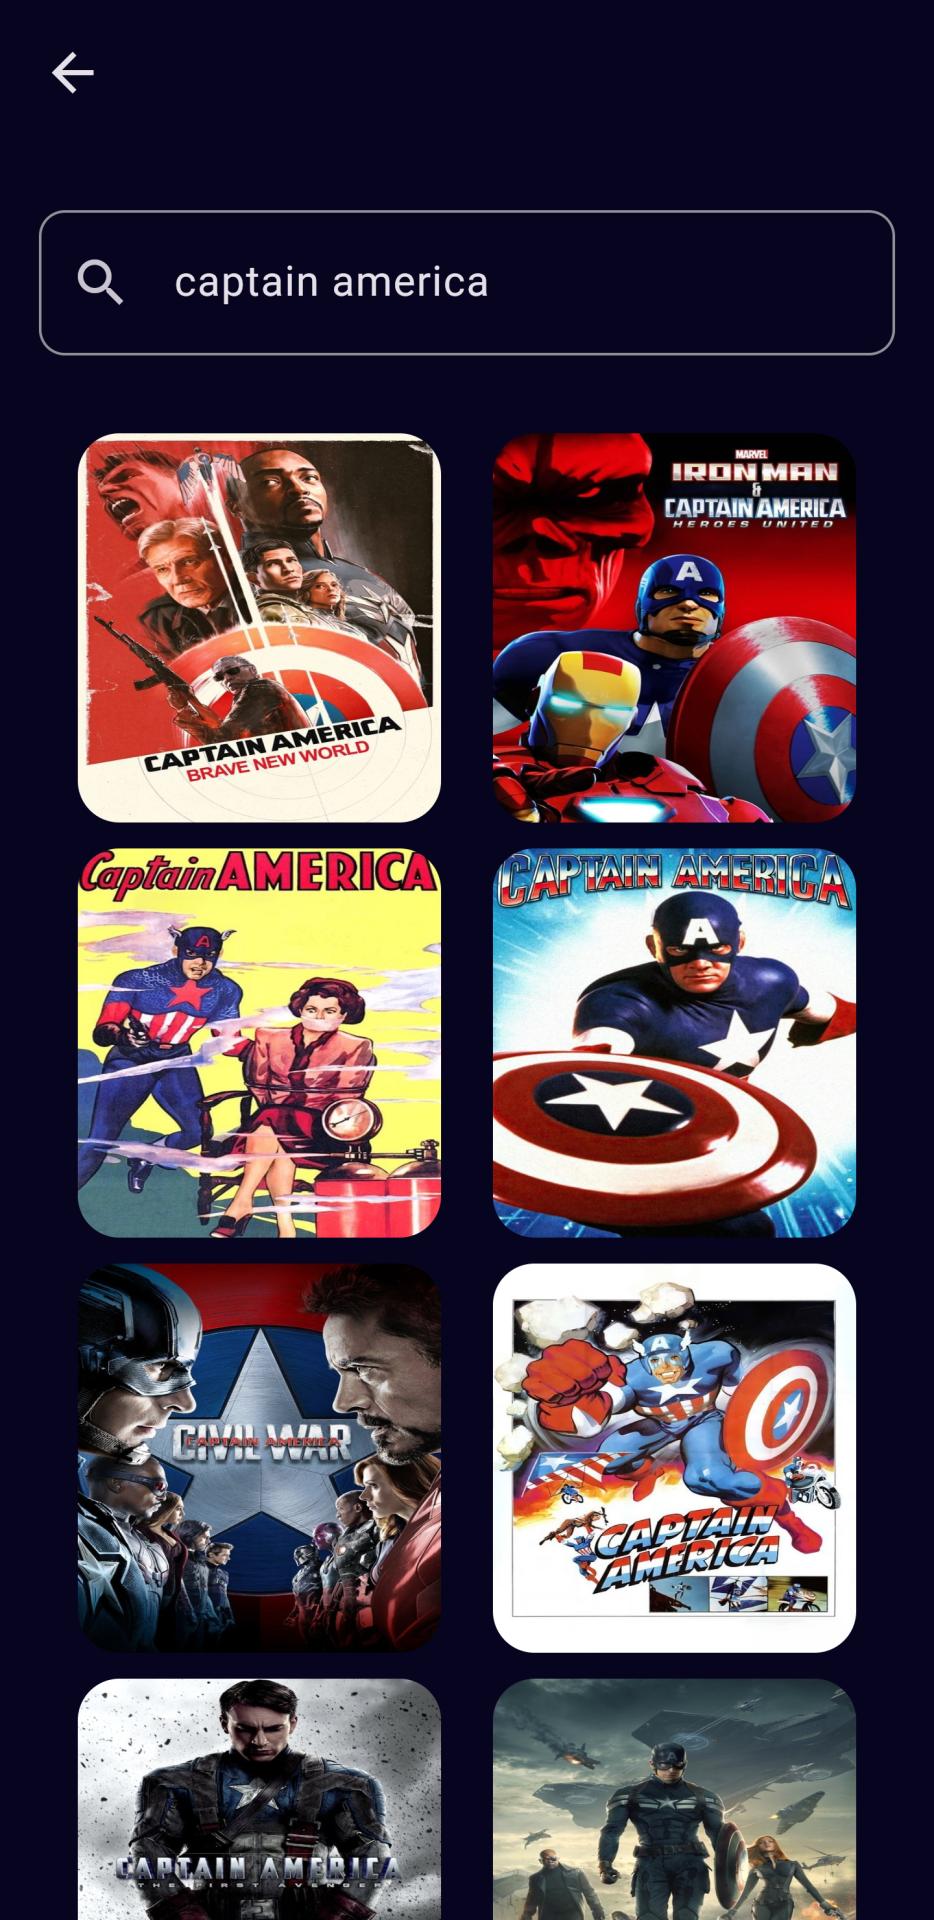 captain america
CAPTAIN AMERICA
BRAVE NEW WORLD
MARVEL
IRON MAN
&
CAPTAIN AMERICA
HEROES UNITED
A
Captain AMERICA
A
CAPTAIN AMERICA
A
CIVIL WAR
CAPTAIN AMERICA
CAPTAIN
AMERICA
CAPTAIN AMERICA
THE FIRST AVENGER